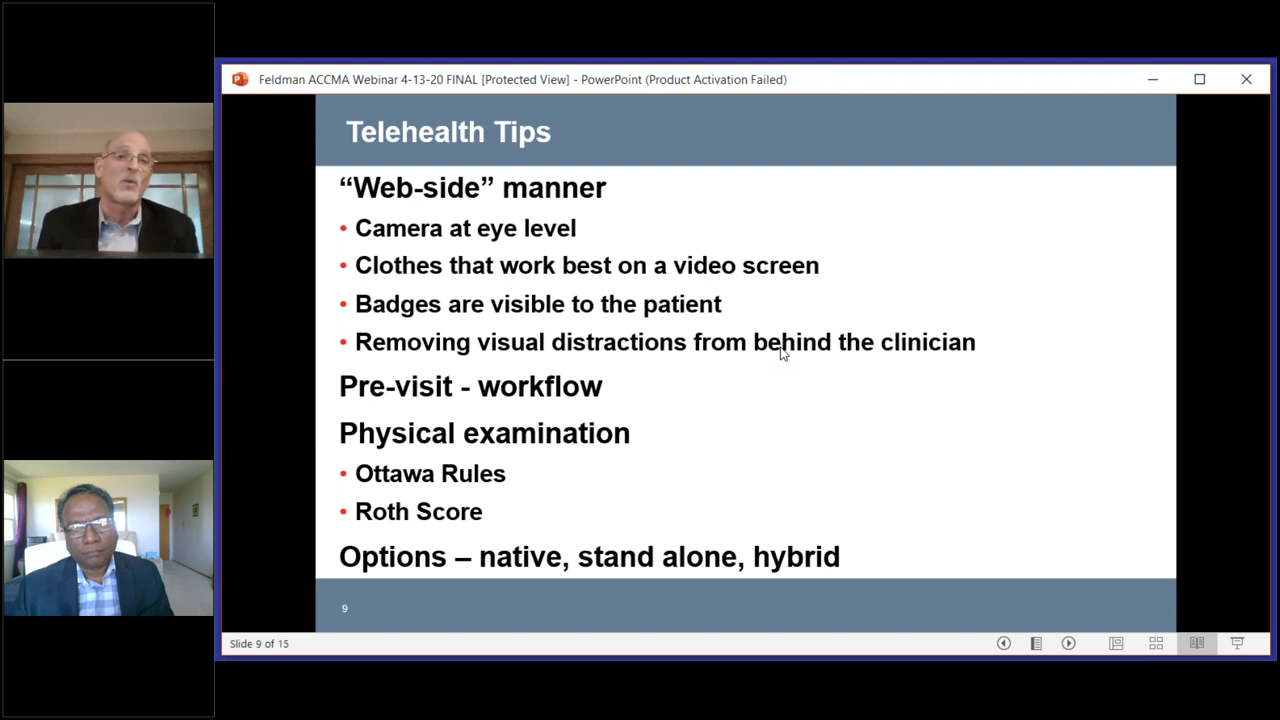 Feldman ACCMA Webinar 4-13-20 FINAL [Protected View] - PowerPoint (Product Activation Failed)
Telehealth Tips
“Web-side” manner
• Camera at eye level
• Clothes that work best on a video screen
• Badges are visible to the patient
• Removing visual distractions from behind the clinician
Pre-visit - workflow
Physical examination
• Ottawa Rules
• Roth Score
Options – native, stand alone, hybrid
9
Slide 9 of 15